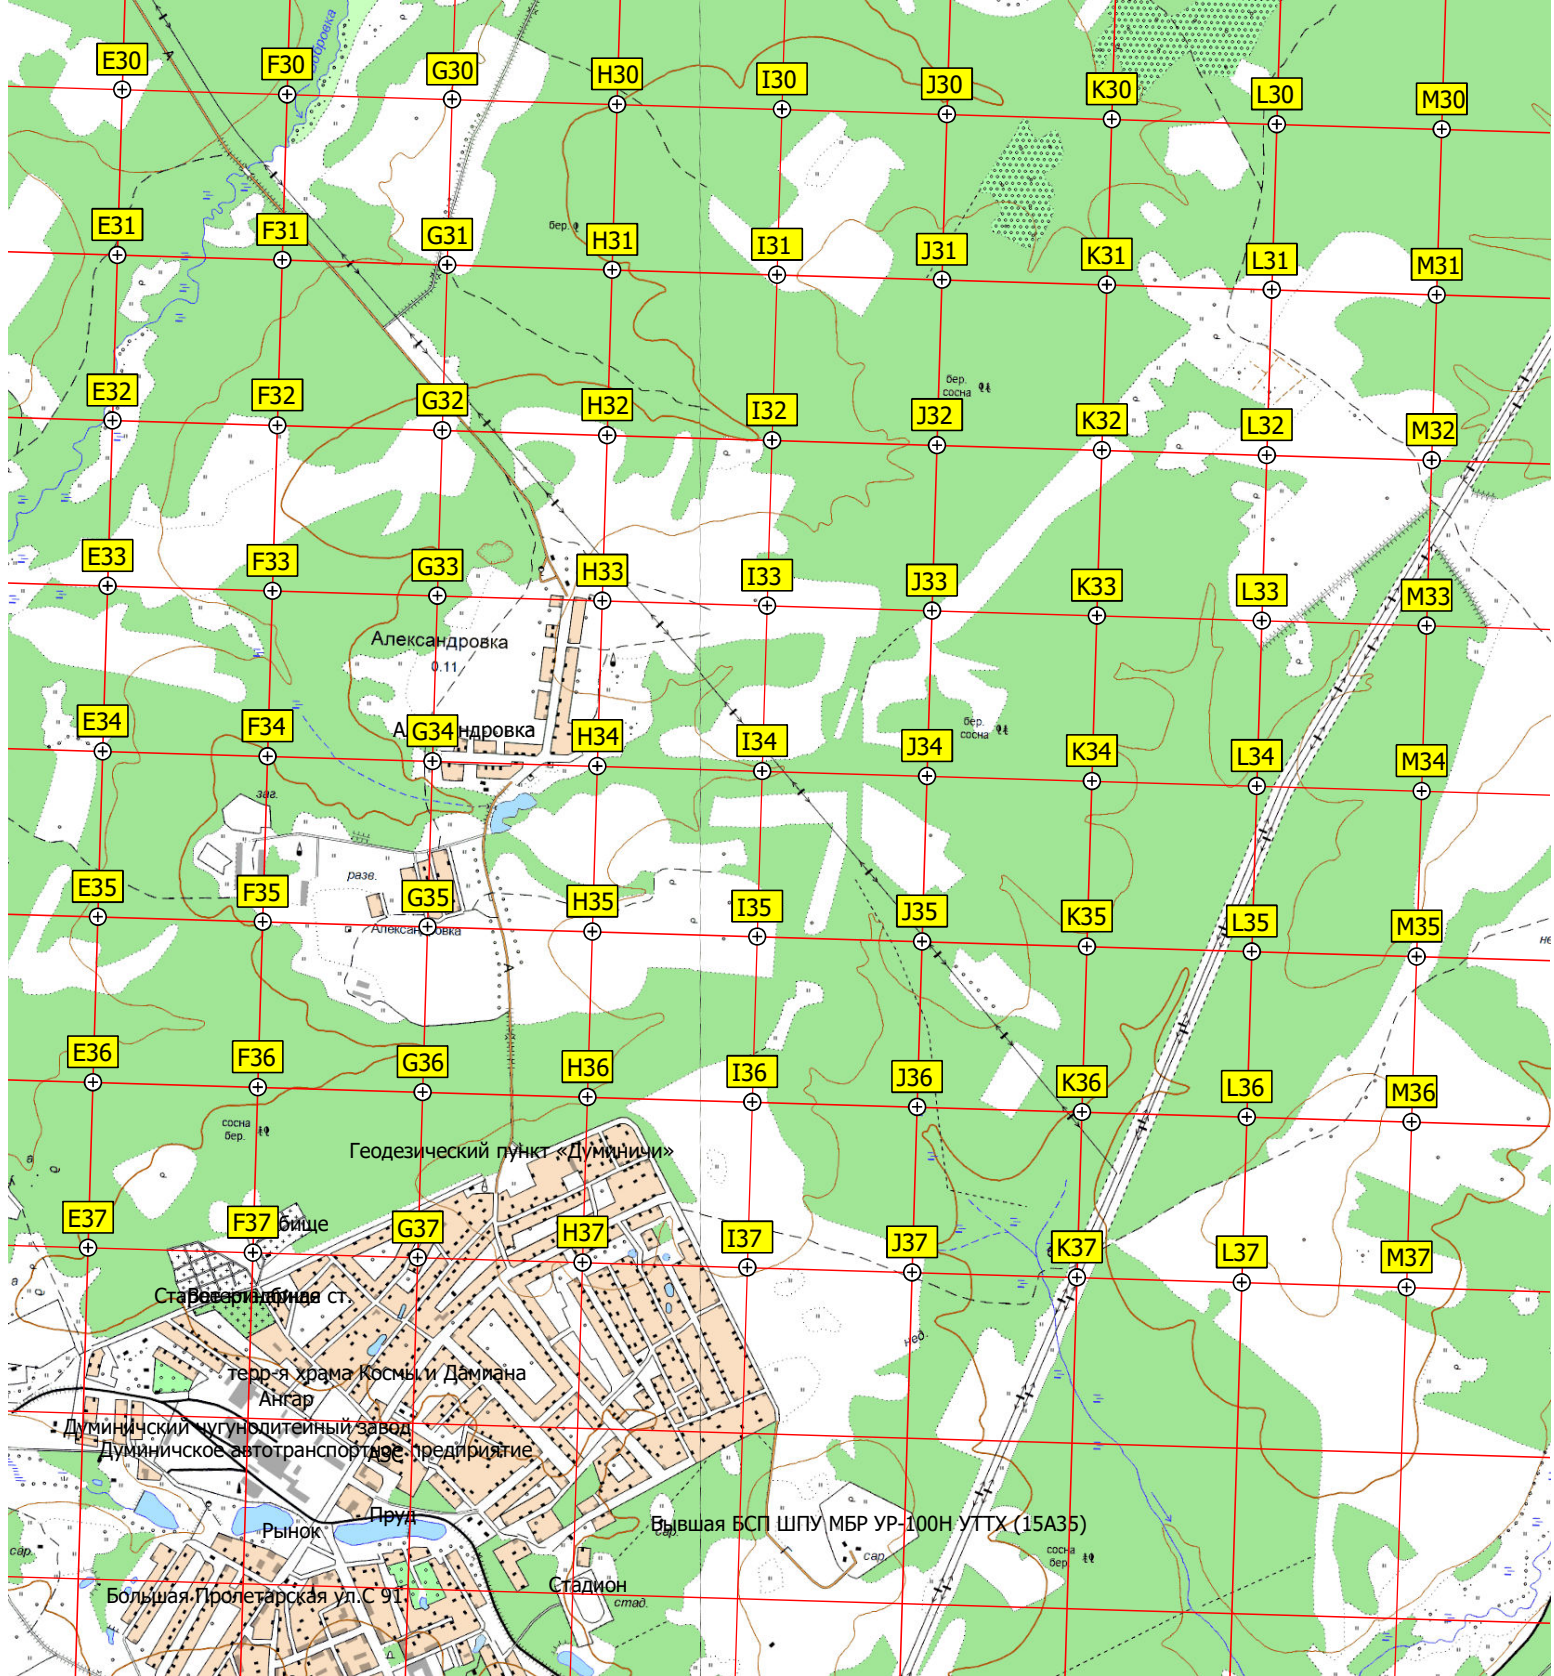 E30 F30 G30 H30 I30 J30 K30 L30 M30
бер.
E31 F31 G31 H31 I31 J31 K31 L31 M31
бер.
сосна
E32 F32 G32 H32 I32 J32 K32 L32 M32
E33 F33 G33 H33 I33 J33 K33 L33 M33
Александровка
0.11
E34 F34 G34 H34 I34 J34 K34 L34 M34
бер.
сосна
заг.
разв.
E35 F35 G35 H35 I35 J35 K35 L35 M35
А
E36 F36 G36 H36 I36 J36 K36 L36 M36
сосна
бер.
Геодезический пункт «Думиничи»
E37 F37 G37 H37 I37 J37 K37 L37 M37
нед.
терр-я храма Космы и Дамиана
Ангар
Думиничский чугунолитейный завод
Думиничское автотранспортное предприятие
АЗС
Пруд
Рынок
Бывшая БСП ШПУ МБР УР-100Н УТТХ (15А35)
сар.
сар.
сар.
сосна
бер.
Стадион
стад.
Большая Пролетарская ул.С 91